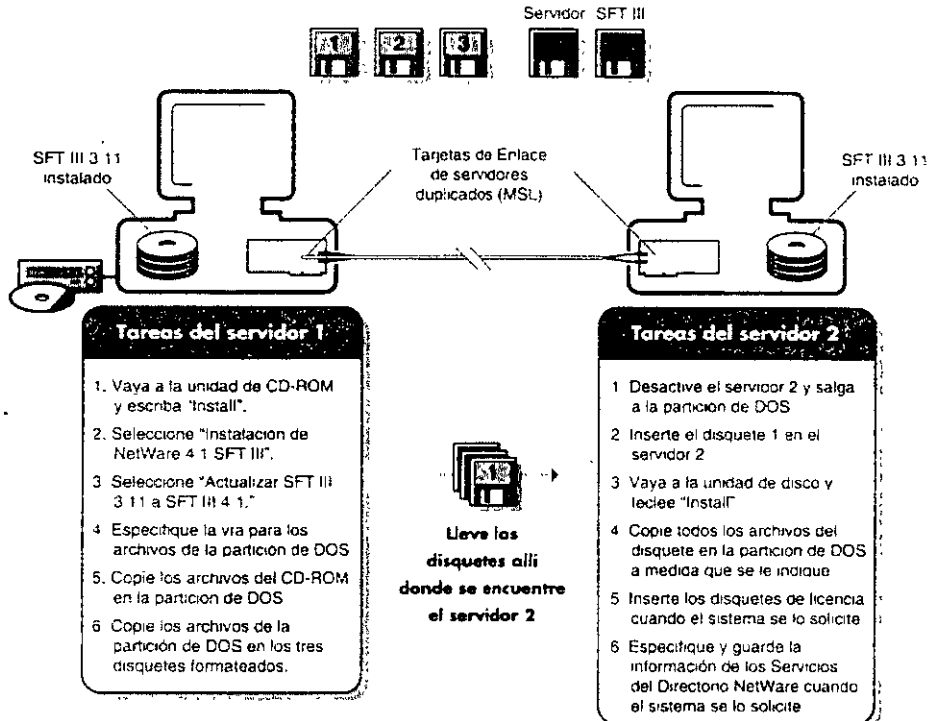 Servidor SFT III
1 2 3
SFT III 3 11
instalado
Tarjetas de Enlace
de servidores
duplicados (MSL)
SFT III 3 11
instalado
Tareas del servidor 1
1. Vaya a la unidad de CD-ROM
y escriba "Install".
2. Seleccione "Instalación de
NetWare 4 1 SFT III".
3 Seleccione "Actualizar SFT III
3 11 a SFT III 4 1."
4 Especifique la vía para los
archivos de la partición de DOS
5. Copie los archivos del CD-ROM
en la partición de DOS
6 Copie los archivos de la
partición de DOS en los tres
disquetes formateados.
1
Lleve los
disquetes allí
donde se encuentre
el servidor 2
Tareas del servidor 2
1 Desactive el servidor 2 y salga
a la partición de DOS
2 Inserte el disquete 1 en el
servidor 2
3 Vaya a la unidad de disco y
teclee "Install"
4 Copie todos los archivos del
disquete en la partición de DOS
a medida que se le indique
5 Inserte los disquetes de licencia
cuando el sistema se lo solicite
6 Especifique y guarde la
información de los Servicios
del Directorio NetWare cuando
el sistema se lo solicite